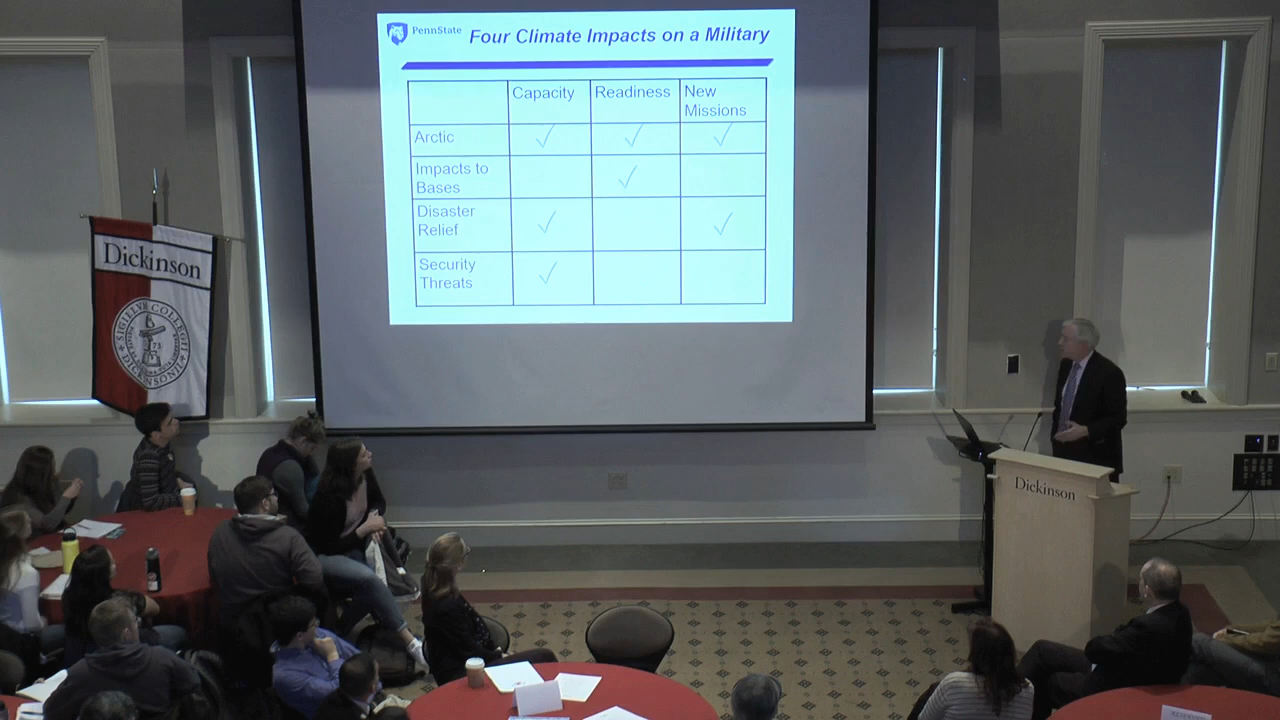 PennState
Four Climate Impacts on a Military
Capacity
Readiness
New
Missions
Arctic
Impacts to
Bases
Disaster
Relief
Security
Threats
Dickinson
Dickinson